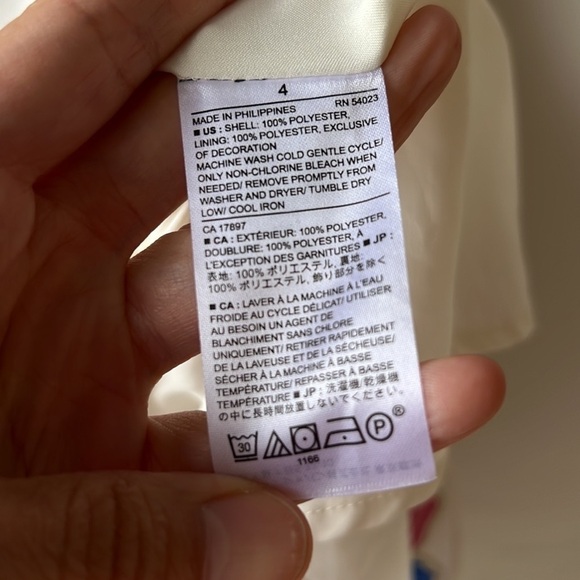 4
MADE IN PHILIPPINES RN 54023
■ US : SHELL: 100% POLYESTER,
LINING: 100% POLYESTER, EXCLUSIVE
OF DECORATION
MACHINE WASH COLD GENTLE CYCLE/
ONLY NON-CHLORINE BLEACH WHEN
NEEDED/ REMOVE PROMPTLY FROM
WASHER AND DRYER/ TUMBLE DRY
LOW/ COOL IRON
CA 17897
■ CA : EXTÉRIEUR: 100% POLYESTER,
DOUBLURE: 100% POLYESTER, À
L'EXCEPTION DES GARNITURES ■ JP :
表地: 100% ポリエステル, 裏地:
100% ポリエステル, 飾り部分を除く
■ CA : LAVER À LA MACHINE À L'EAU
FROIDE AU CYCLE DÉLICAT/ UTILISER
AU BESOIN UN AGENT DE
BLANCHIMENT SANS CHLORE
UNIQUEMENT/ RETIRER RAPIDEMENT
DE LA LAVEUSE ET DE LA SÉCHEUSE/
SÉCHER À LA MACHINE À BASSE
TEMPÉRATURE/ REPASSER À BASSE
TEMPÉRATURE ■ JP : 洗濯機/乾燥機
の中に長時間放置しないでください。
30 P ®
1166